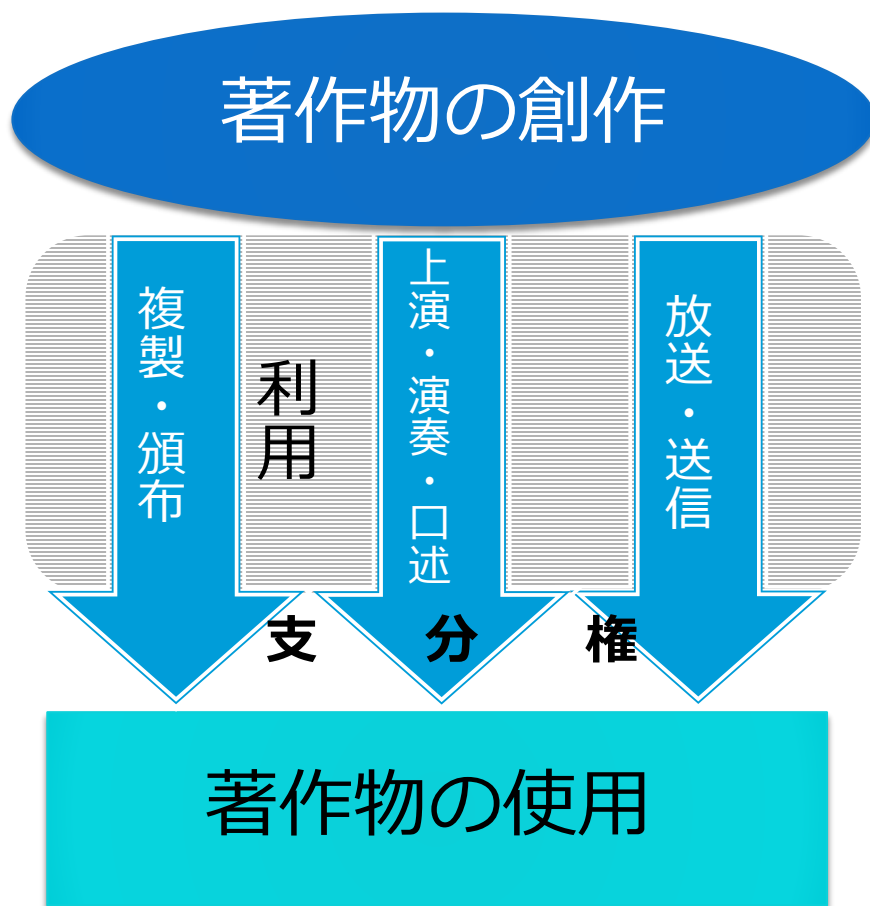 著作物の創作
複製・頒布
利用
上演・演奏・口述
放送・送信
支分権
著作物の使用